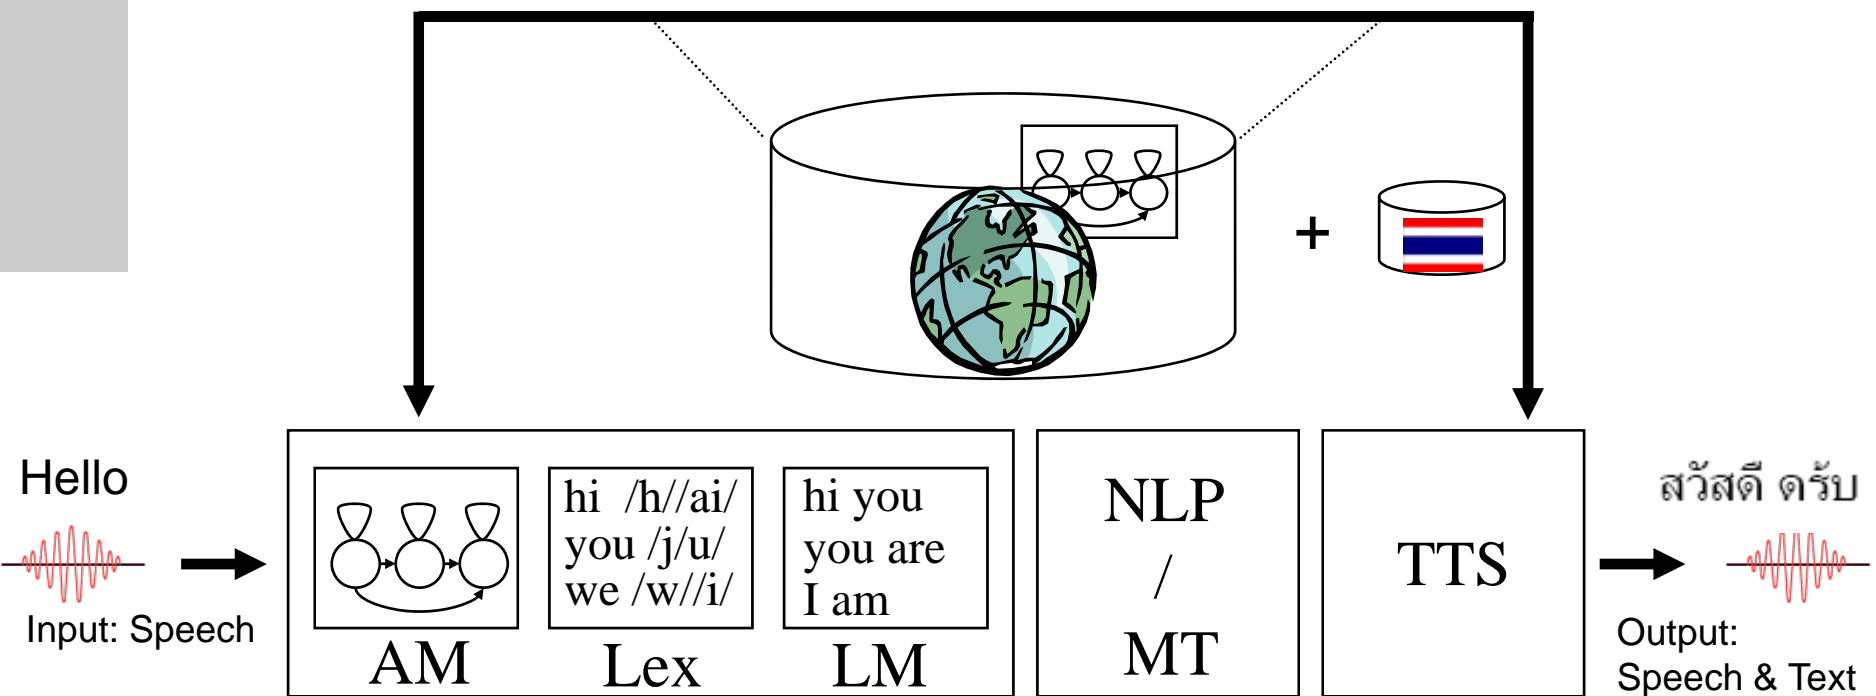 +
Hello
Input: Speech
hi /h//ai/
you /j/u/
we /w//i/
hi you
you are
I am
AM
Lex
LM
NLP
/
MT
TTS
สวัสดี ดรับ
Output:
Speech & Text